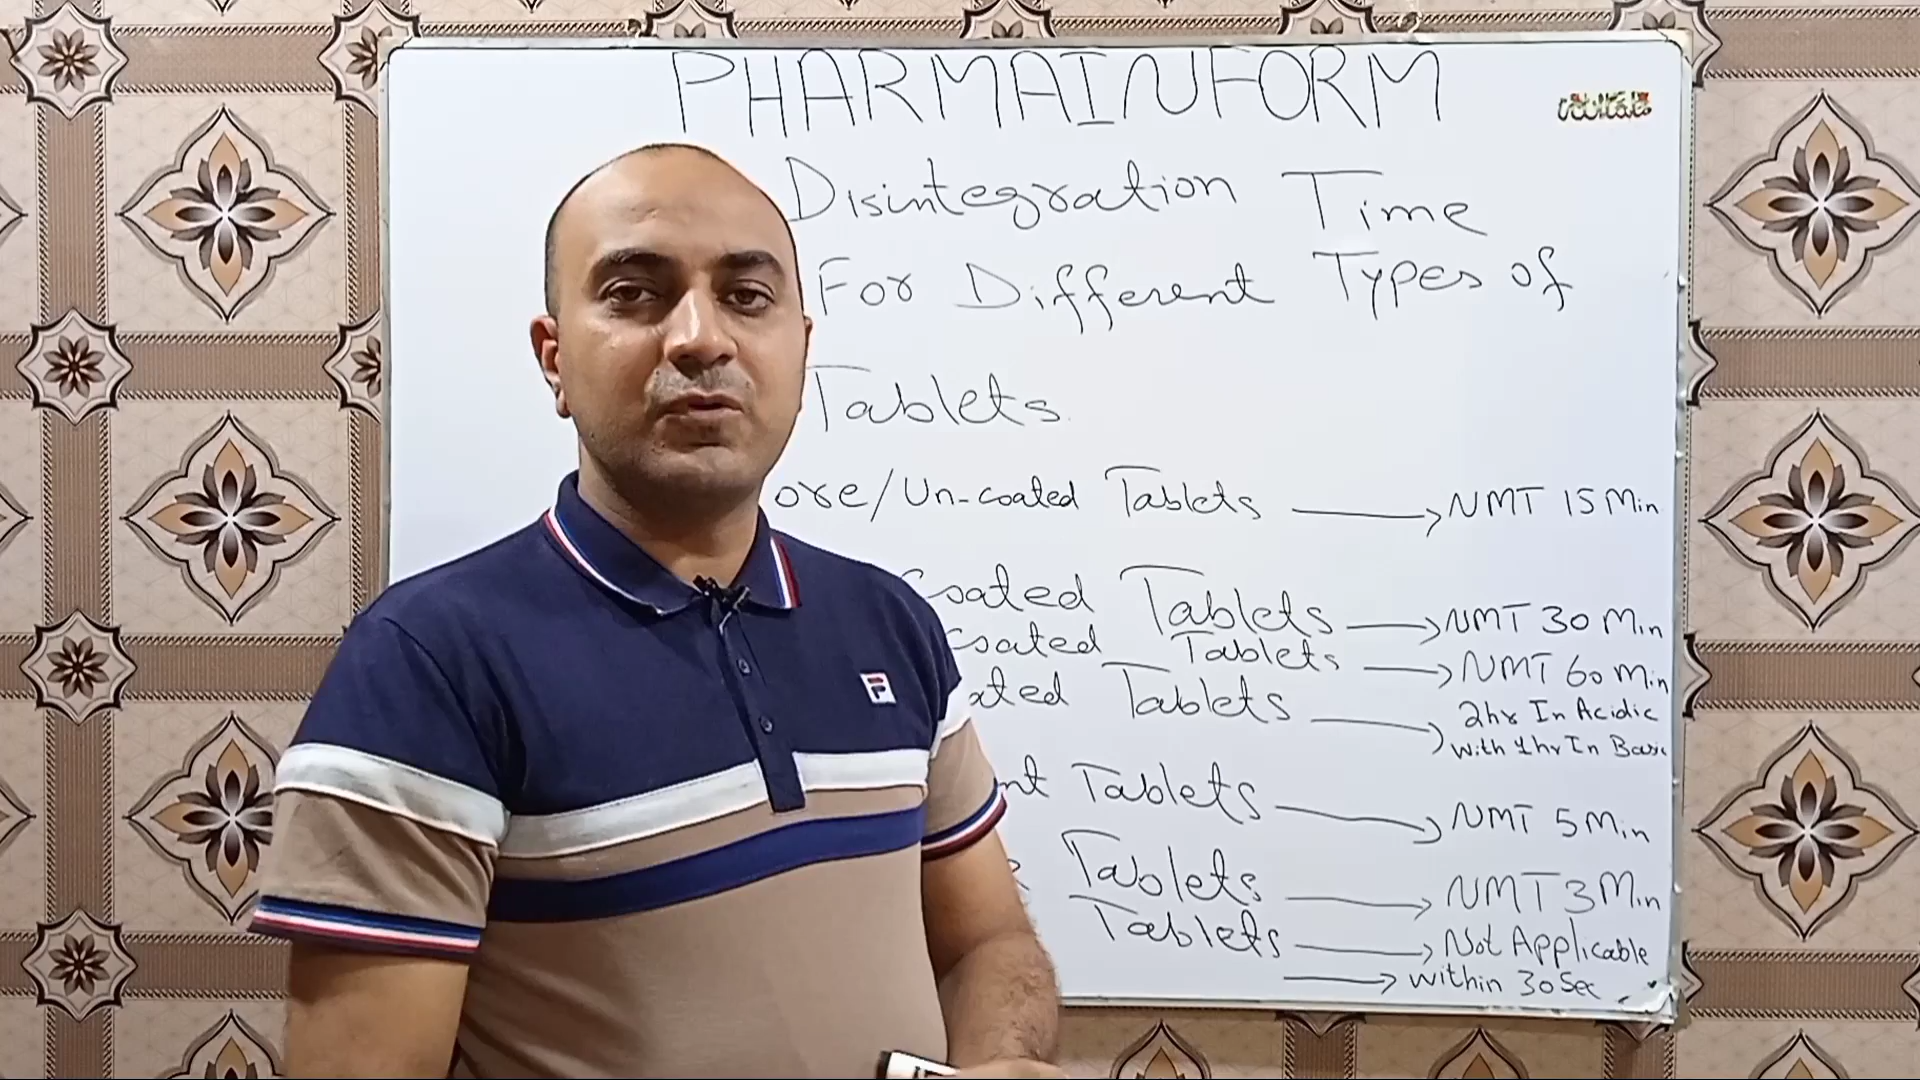 PHARMAINFORM
Disintegration Time
For Different Types of
Tablets.
ore/Un-coated Tablets → NMT 15 Min
Coated Tablets → NMT 30 Min
coated Tablets → NMT 60 Min
ated Tablets → 2hr In Acidic
with 1hr In Basic
nt Tablets → NMT 5 Min
Tablets → NMT 3 Min
Tablets → Not Applicable
→ within 30 Sec
F